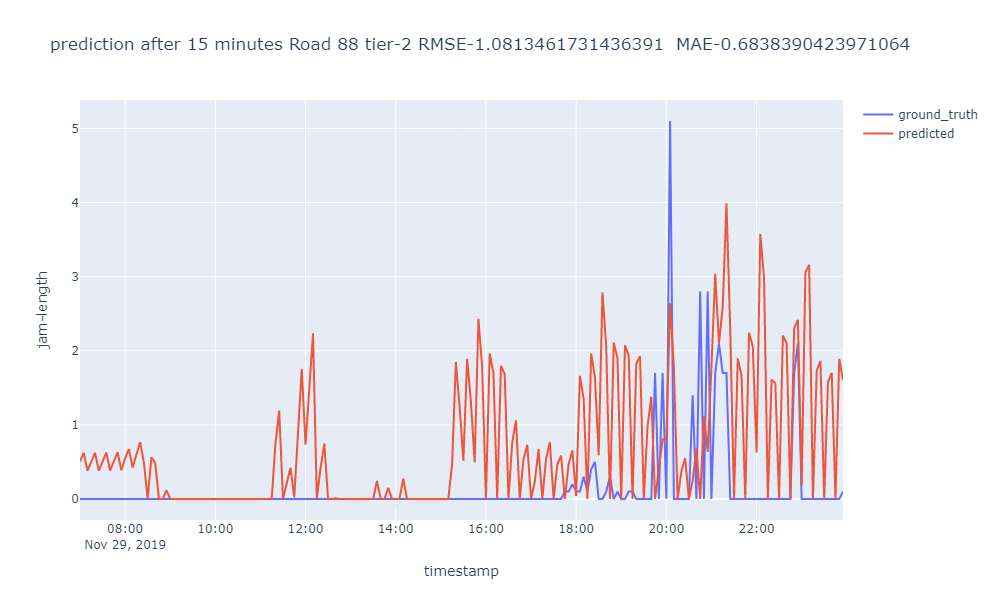 prediction after 15 minutes Road 88 tier-2 RMSE-1.0813461731436391  MAE-0.6838390423971064
ground_truth
predicted
5
4
3
2
1
0
jam-length
08:00
10:00
12:00
14:00
16:00
18:00
20:00
22:00
Nov 29, 2019
timestamp